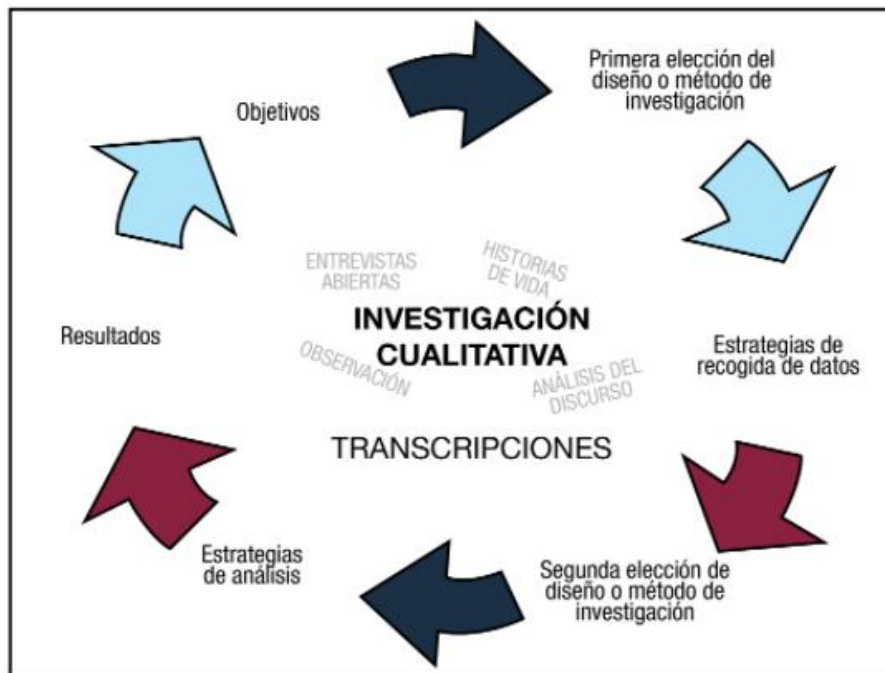 Objetivos
Primera elección del
diseño o método de
investigación
ENTREVISTAS
ABIERTAS
HISTORIAS
DE VIDA
INVESTIGACIÓN
CUALITATIVA
Resultados
Estrategias de
recogida de datos
OBSERVACIÓN
ANÁLISIS DEL
DISCURSO
TRANSCRIPCIONES
Estrategias
de análisis
Segunda elección de
diseño o método de
investigación